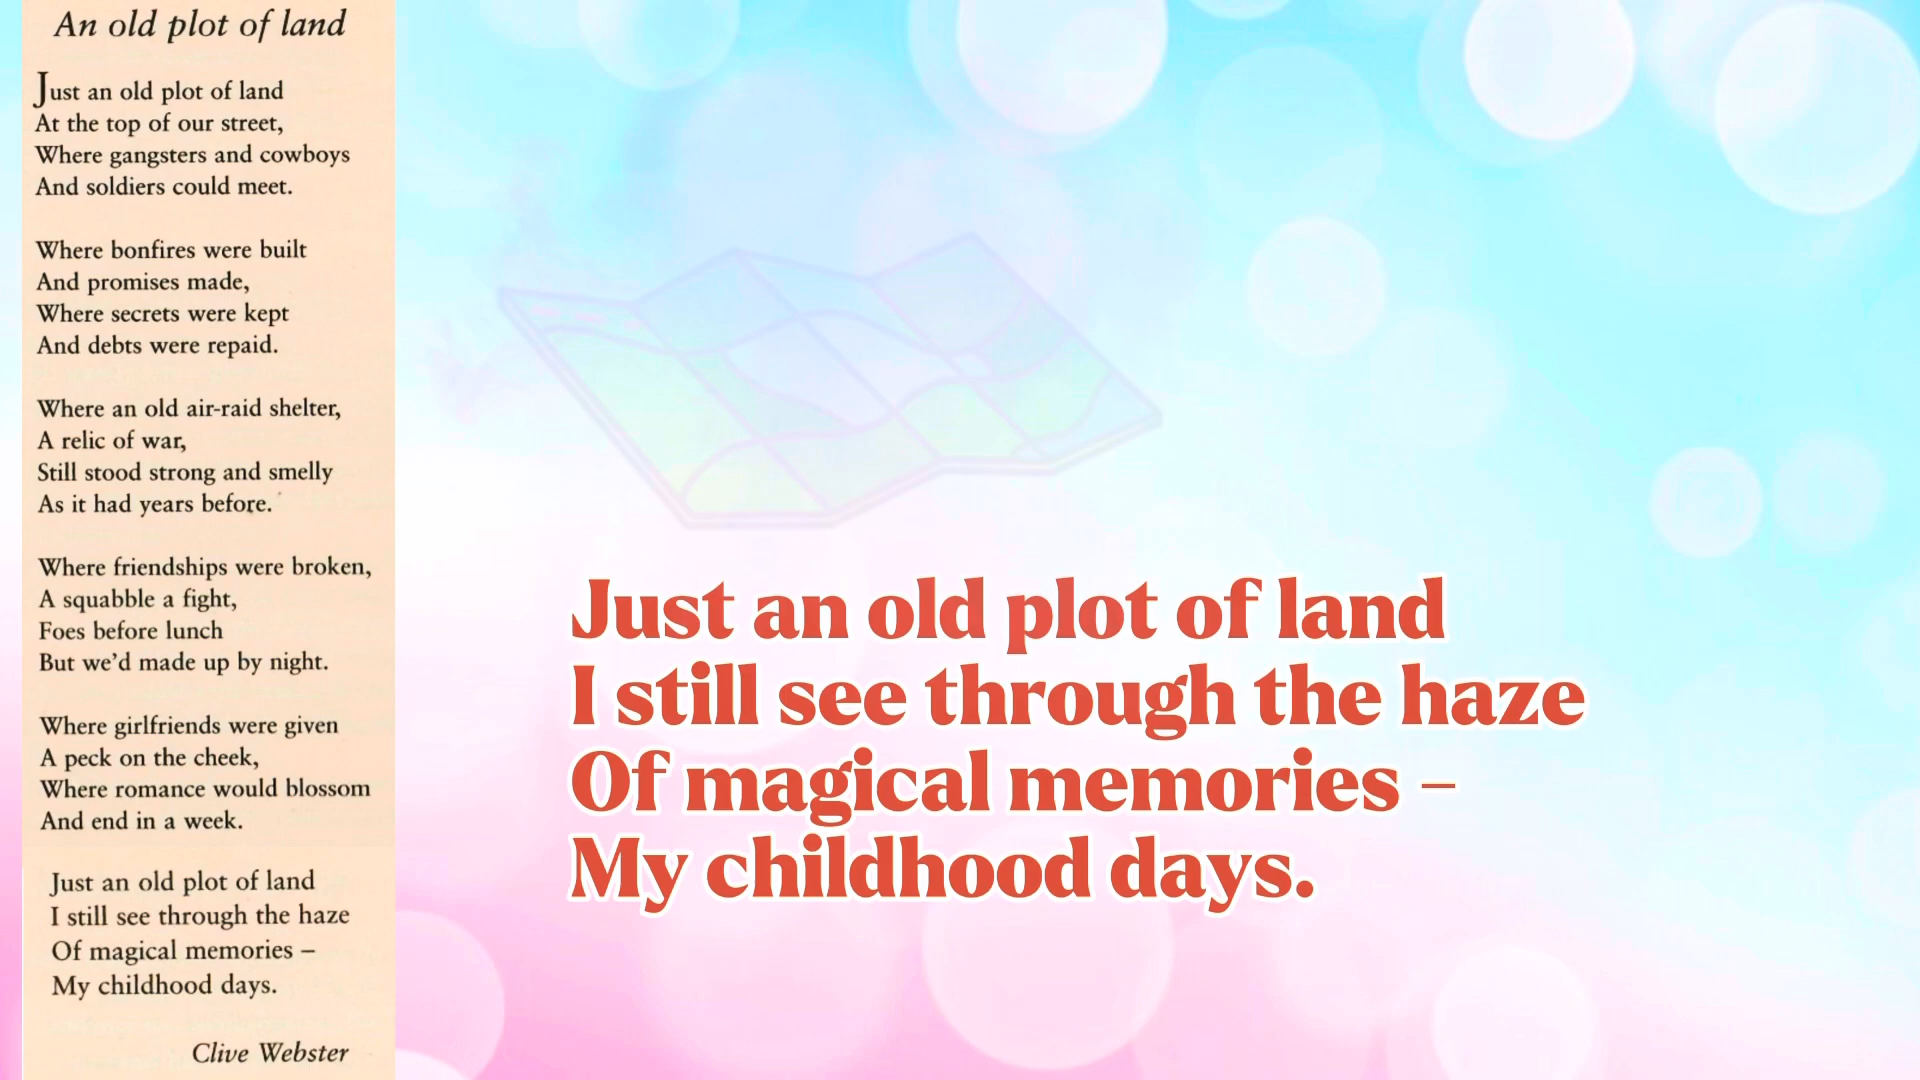 An old plot of land
Just an old plot of land
At the top of our street,
Where gangsters and cowboys
And soldiers could meet.
Where bonfires were built
And promises made,
Where secrets were kept
And debts were repaid.
Where an old air-raid shelter,
A relic of war,
Still stood strong and smelly
As it had years before.
Where friendships were broken,
A squabble a fight,
Foes before lunch
But we'd made up by night.
Where girlfriends were given
A peck on the cheek,
Where romance would blossom
And end in a week.
Just an old plot of land
I still see through the haze
Of magical memories –
My childhood days.
Clive Webster
Just an old plot of land
I still see through the haze
Of magical memories –
My childhood days.